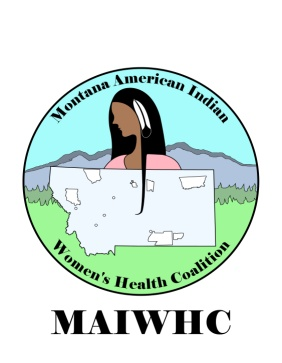 Montana American Indian
Women's Health Coalition
MAIWHC